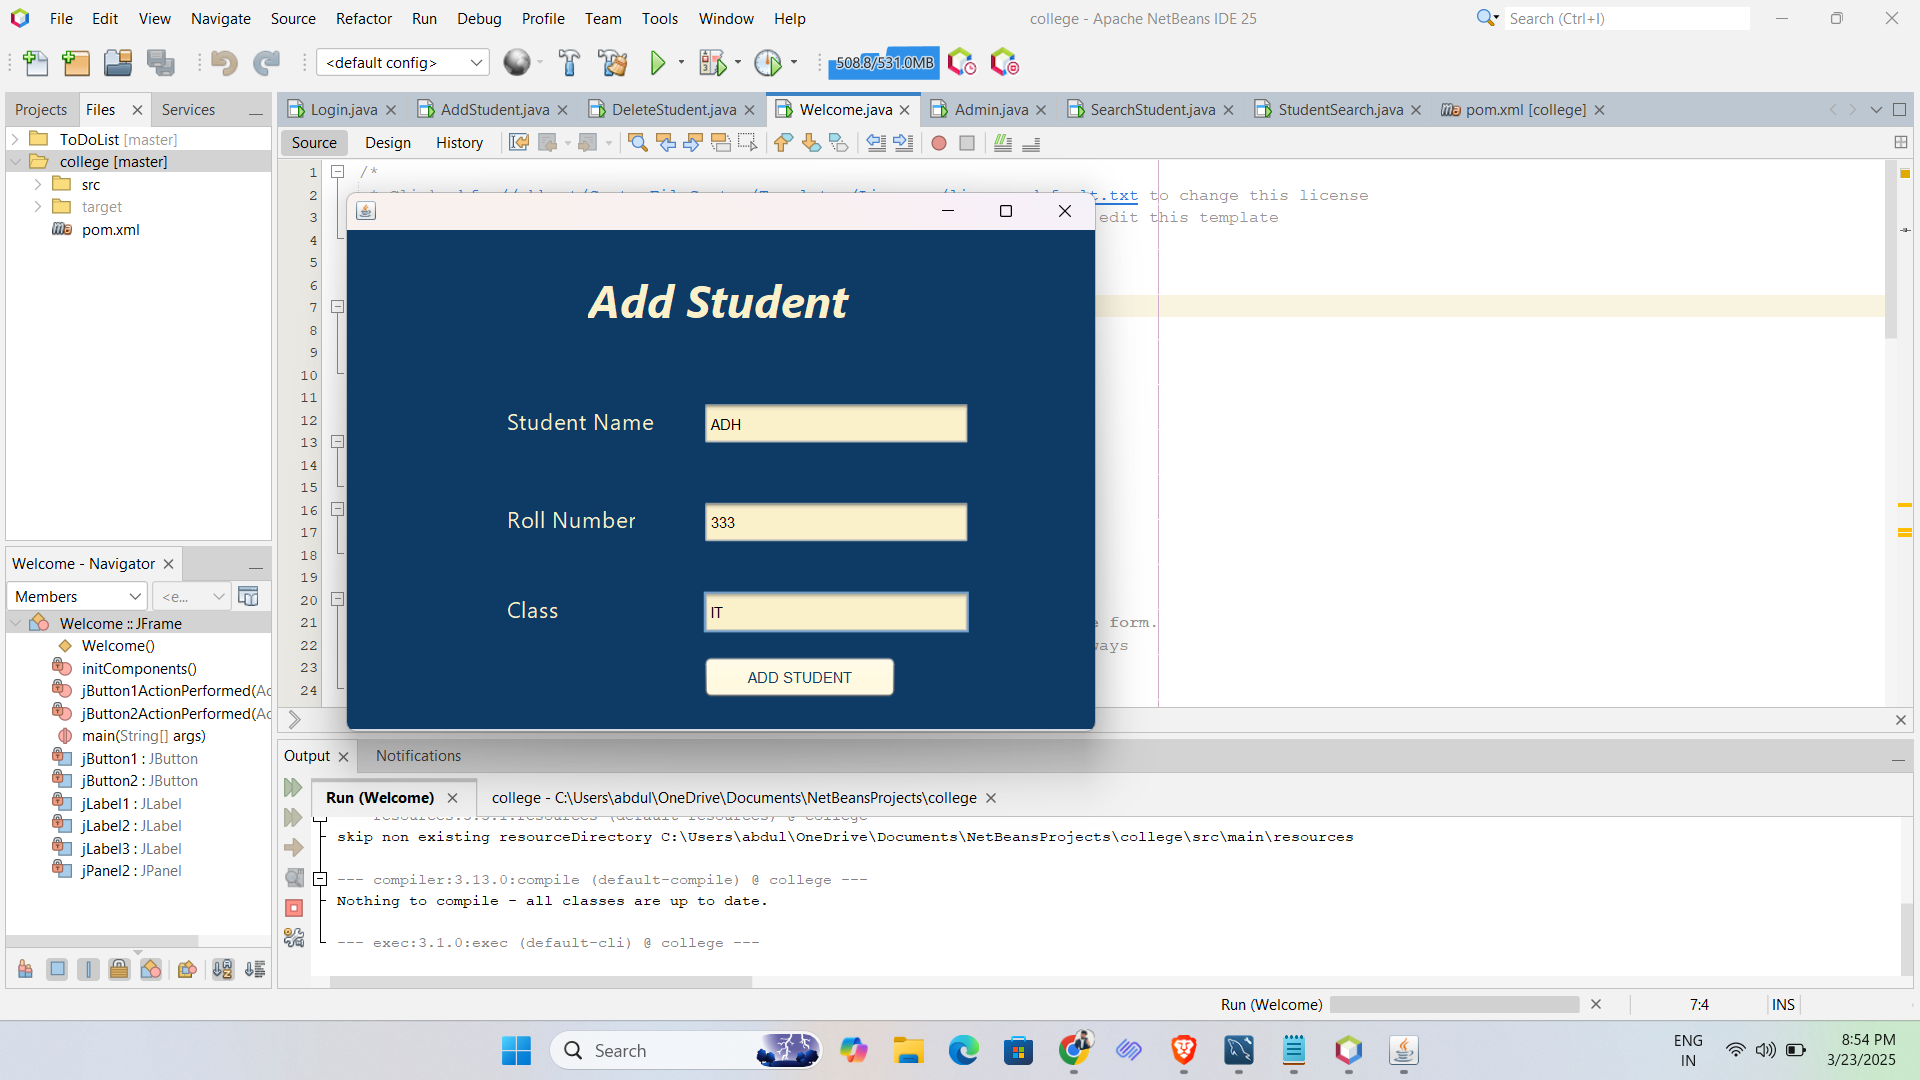 File Edit View Navigate Source Refactor Run Debug Profile Team Tools Window Help
college - Apache NetBeans IDE 25
Search (Ctrl+I)
<default config>
508.8/531.0MB
Projects Files Services
Login.java AddStudent.java DeleteStudent.java Welcome.java Admin.java SearchStudent.java StudentSearch.java pom.xml [college]
Source Design History
ToDoList [master]
college [master]
src
target
pom.xml
1 /*
2
t.txt to change this license
3
edit this template
4
5
6
7
8
9
10
11
12
13
14
15
16
17
18
19
20
21
form.
22
23
24
Add Student
Student Name ADH
Roll Number 333
Class IT
ADD STUDENT
Welcome - Navigator
Members <e...
Welcome :: JFrame
Welcome()
initComponents()
jButton1ActionPerformed(Ac
jButton2ActionPerformed(Ac
main(String[] args)
jButton1 : JButton
jButton2 : JButton
jLabel1 : JLabel
jLabel2 : JLabel
jLabel3 : JLabel
jPanel2 : JPanel
Output Notifications
Run (Welcome) college - C:\Users\abdul\OneDrive\Documents\NetBeansProjects\college
skip non existing resourceDirectory C:\Users\abdul\OneDrive\Documents\NetBeansProjects\college\src\main\resources
--- compiler:3.13.0:compile (default-compile) @ college ---
Nothing to compile - all classes are up to date.
--- exec:3.1.0:exec (default-cli) @ college ---
Run (Welcome) 7:4 INS
Search
ENG
IN
8:54 PM
3/23/2025